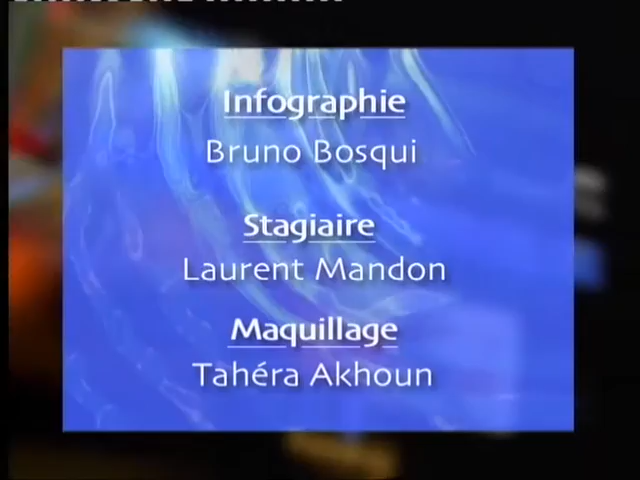 Infographie
Bruno Bosqui
Stagiaire
Laurent Mandon
Maquillage
Tahéra Akhoun